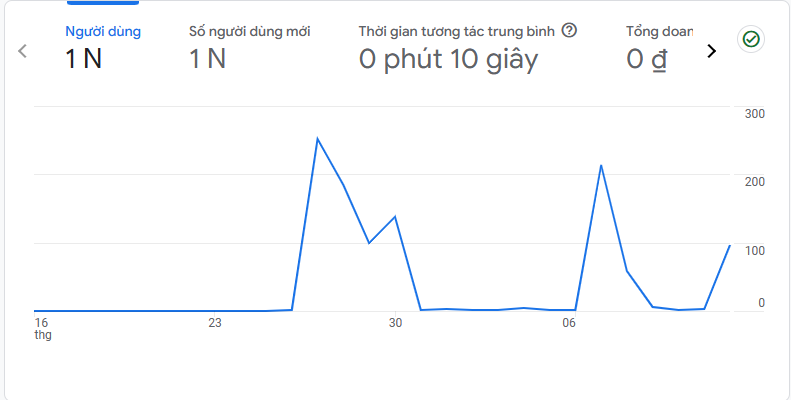 Người dùng
1 N
Số người dùng mới
1 N
Thời gian tương tác trung bình
0 phút 10 giây
Tổng doan
0 ₫
300
200
100
0
16
thg
23
30
06